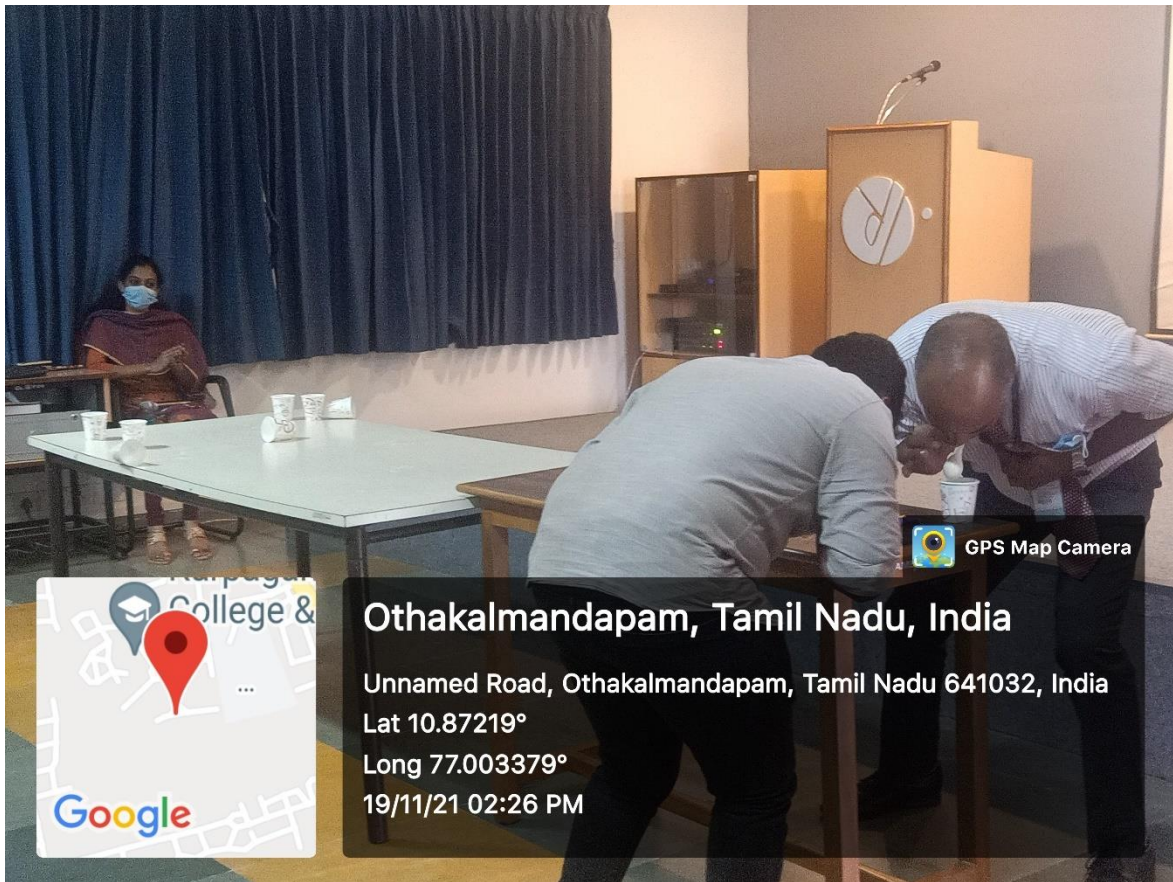 GPS Map Camera
College &
Othakalmandapam, Tamil Nadu, India
Unnamed Road, Othakalmandapam, Tamil Nadu 641032, India
Lat 10.87219°
Long 77.003379°
19/11/21 02:26 PM
Google